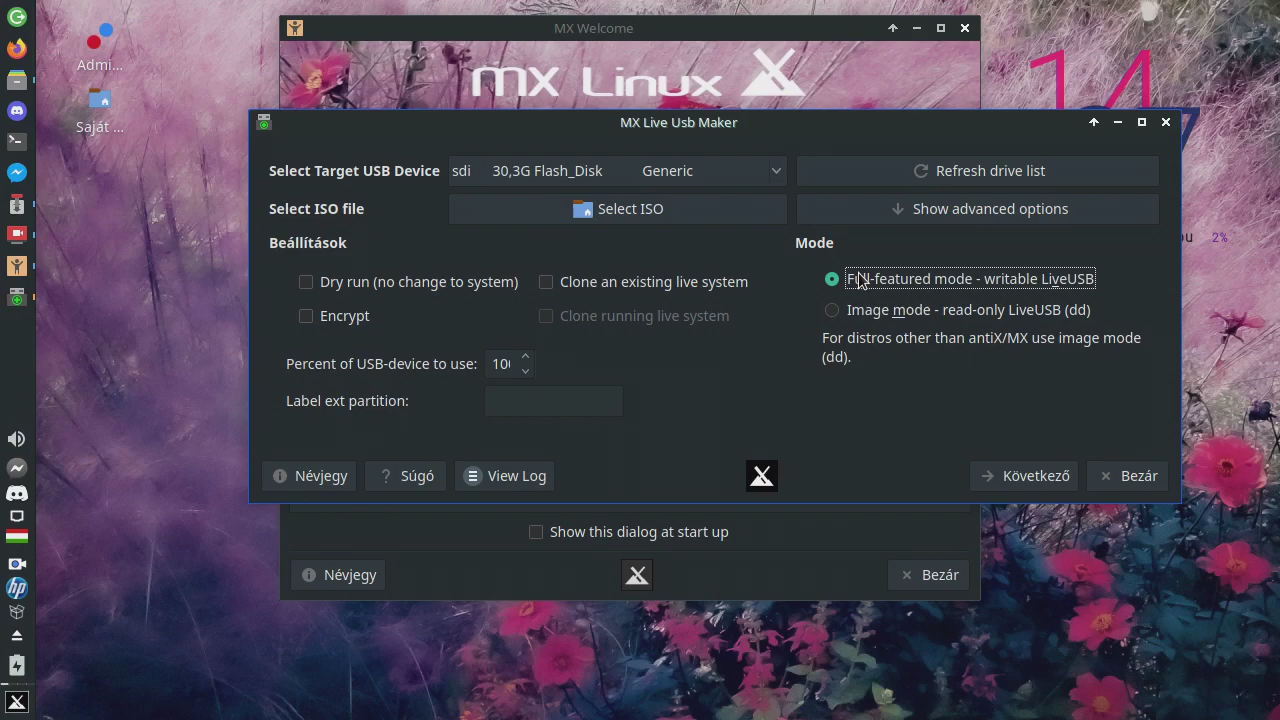 MX Welcome
Admi...
MX Linux
14
Saját ...
MX Live Usb Maker
7
Select Target USB Device
sdi 30,3G Flash_Disk Generic
Refresh drive list
Select ISO file
Select ISO
Show advanced options
Beállítások
Mode
2%
Dry run (no change to system)
Clone an existing live system
Full-featured mode - writable LiveUSB
Encrypt
Clone running live system
Image mode - read-only LiveUSB (dd)
For distros other than antiX/MX use image mode
(dd).
Percent of USB-device to use:
Label ext partition:
Névjegy
Súgó
View Log
Következő
Bezár
Show this dialog at start up
Névjegy
Bezár
hp